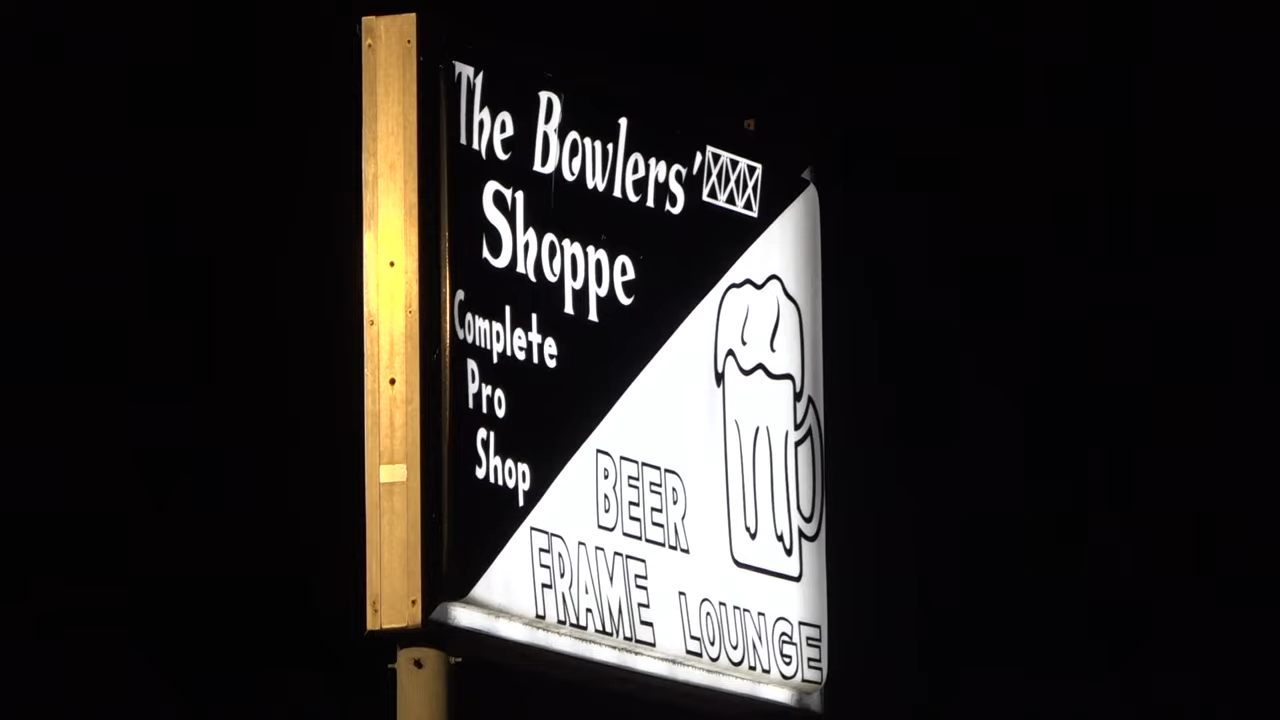 The Bowlers'
Shoppe
Complete
Pro
Shop
BEER
FRAME
LOUNGE